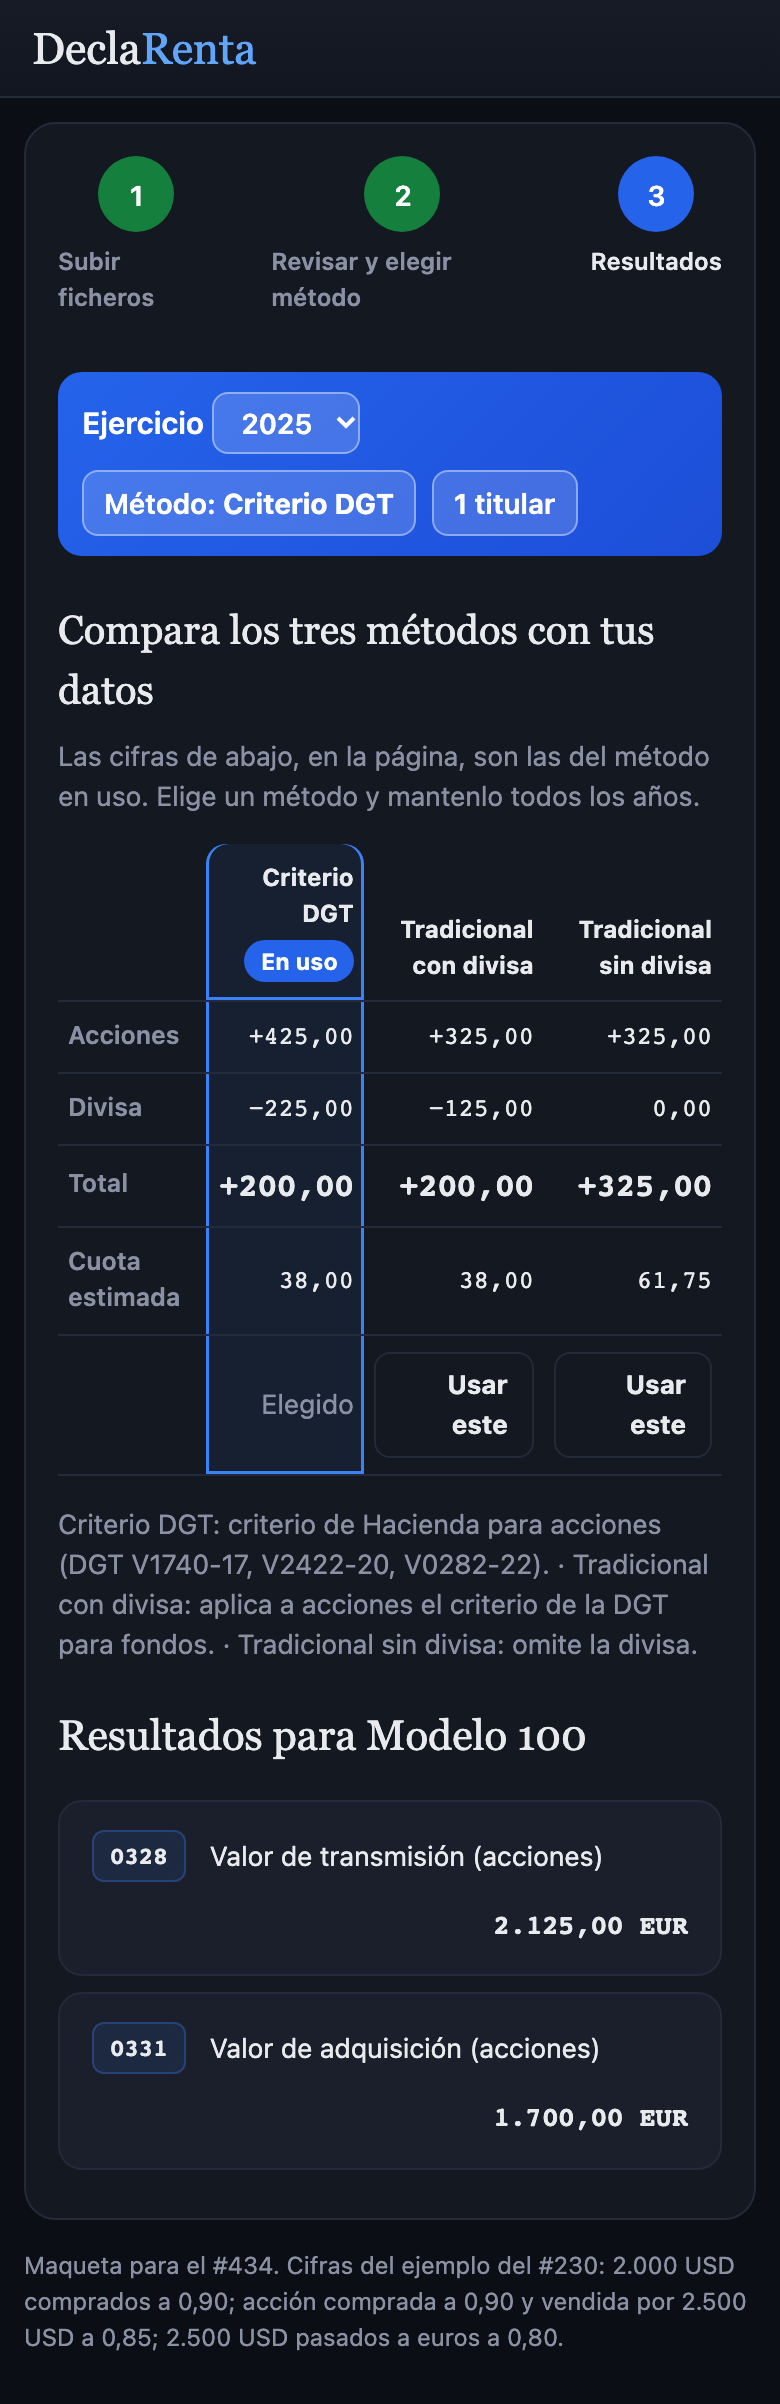 DeclaRenta
1
2
3
Subir
ficheros
Revisar y elegir
método
Resultados
Ejercicio 2025
Método: Criterio DGT
1 titular
Compara los tres métodos con tus
datos
Las cifras de abajo, en la página, son las del método
en uso. Elige un método y mantenlo todos los años.
Criterio
DGT
En uso
Tradicional
con divisa
Tradicional
sin divisa
Acciones +425,00 +325,00 +325,00
Divisa −225,00 −125,00 0,00
Total +200,00 +200,00 +325,00
Cuota
estimada
38,00 38,00 61,75
Elegido
Usar
este
Usar
este
Criterio DGT: criterio de Hacienda para acciones
(DGT V1740-17, V2422-20, V0282-22). · Tradicional
con divisa: aplica a acciones el criterio de la DGT
para fondos. · Tradicional sin divisa: omite la divisa.
Resultados para Modelo 100
0328 Valor de transmisión (acciones)
2.125,00 EUR
0331 Valor de adquisición (acciones)
1.700,00 EUR
Maqueta para el #434. Cifras del ejemplo del #230: 2.000 USD
comprados a 0,90; acción comprada a 0,90 y vendida por 2.500
USD a 0,85; 2.500 USD pasados a euros a 0,80.